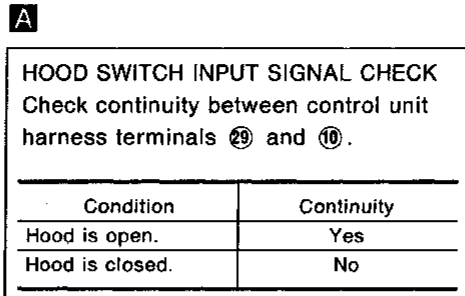 A
HOOD SWITCH INPUT SIGNAL CHECK
Check continuity between control unit
harness terminals ㉙ and ⑩.
Condition Continuity
Hood is open. Yes
Hood is closed. No